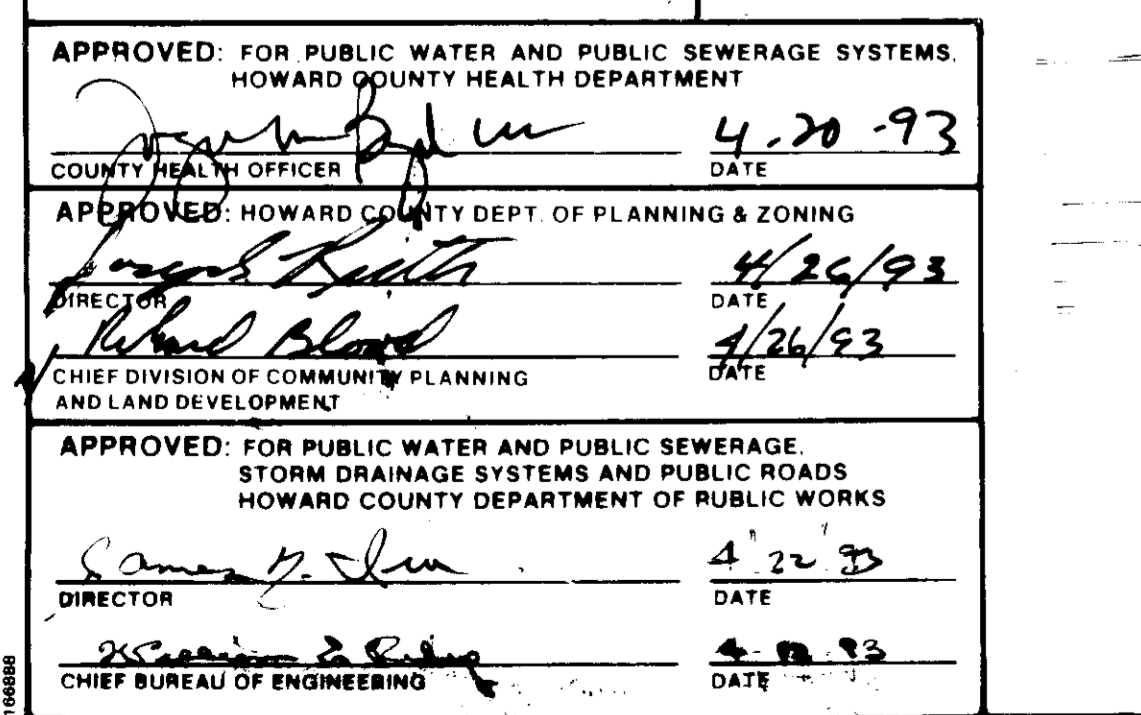 APPROVED: FOR PUBLIC WATER AND PUBLIC SEWERAGE SYSTEMS,
HOWARD COUNTY HEALTH DEPARTMENT
4-20-93
COUNTY HEALTH OFFICER DATE
APPROVED: HOWARD COUNTY DEPT. OF PLANNING & ZONING
4/26/93
DIRECTOR DATE
Richard 4/26/93
CHIEF DIVISION OF COMMUNITY PLANNING DATE
AND LAND DEVELOPMENT
APPROVED: FOR PUBLIC WATER AND PUBLIC SEWERAGE,
STORM DRAINAGE SYSTEMS AND PUBLIC ROADS
HOWARD COUNTY DEPARTMENT OF PUBLIC WORKS
James 4 22 93
DIRECTOR DATE
CHIEF BUREAU OF ENGINEERING DATE
166888